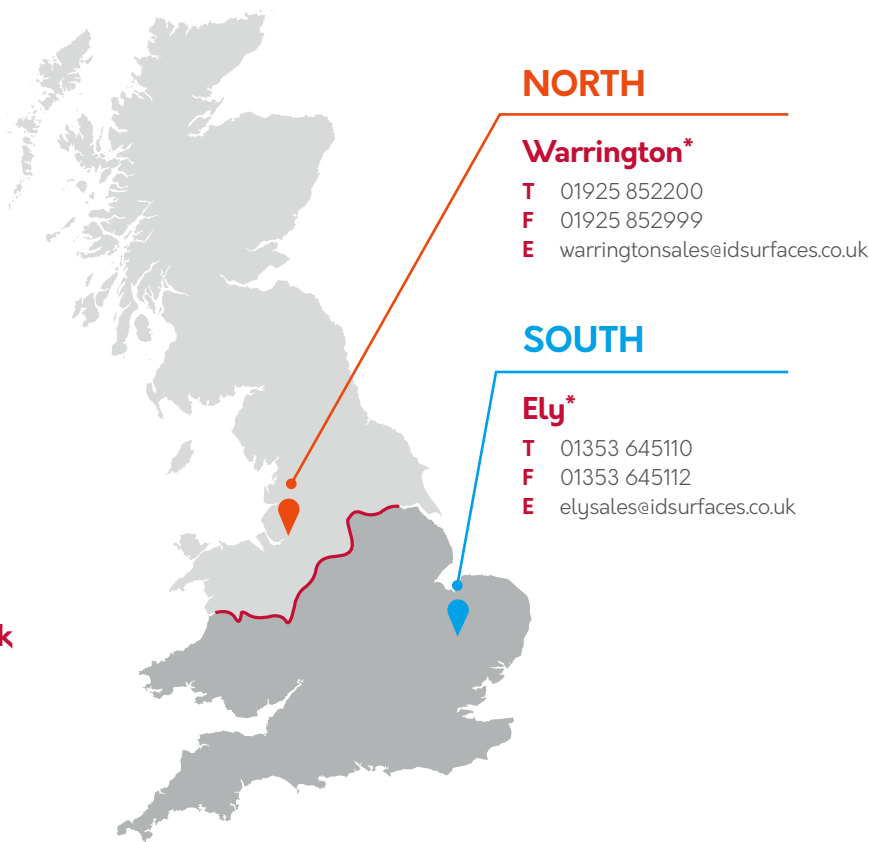 NORTH
Warrington*
T 01925 852200
F 01925 852999
E warringtonsales@idsurfaces.co.uk
SOUTH
Ely*
T 01353 645110
F 01353 645112
E elysales@idsurfaces.co.uk
k